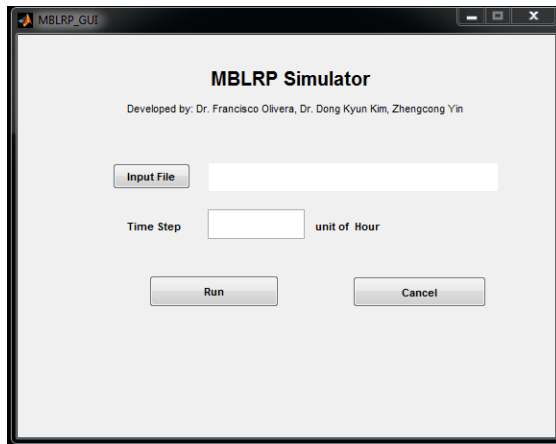 MBLRP_GUI
MBLRP Simulator
Developed by: Dr. Francisco Olivera, Dr. Dong Kyun Kim, Zhengcong Yin
Input File
Time Step unit of Hour
Run Cancel